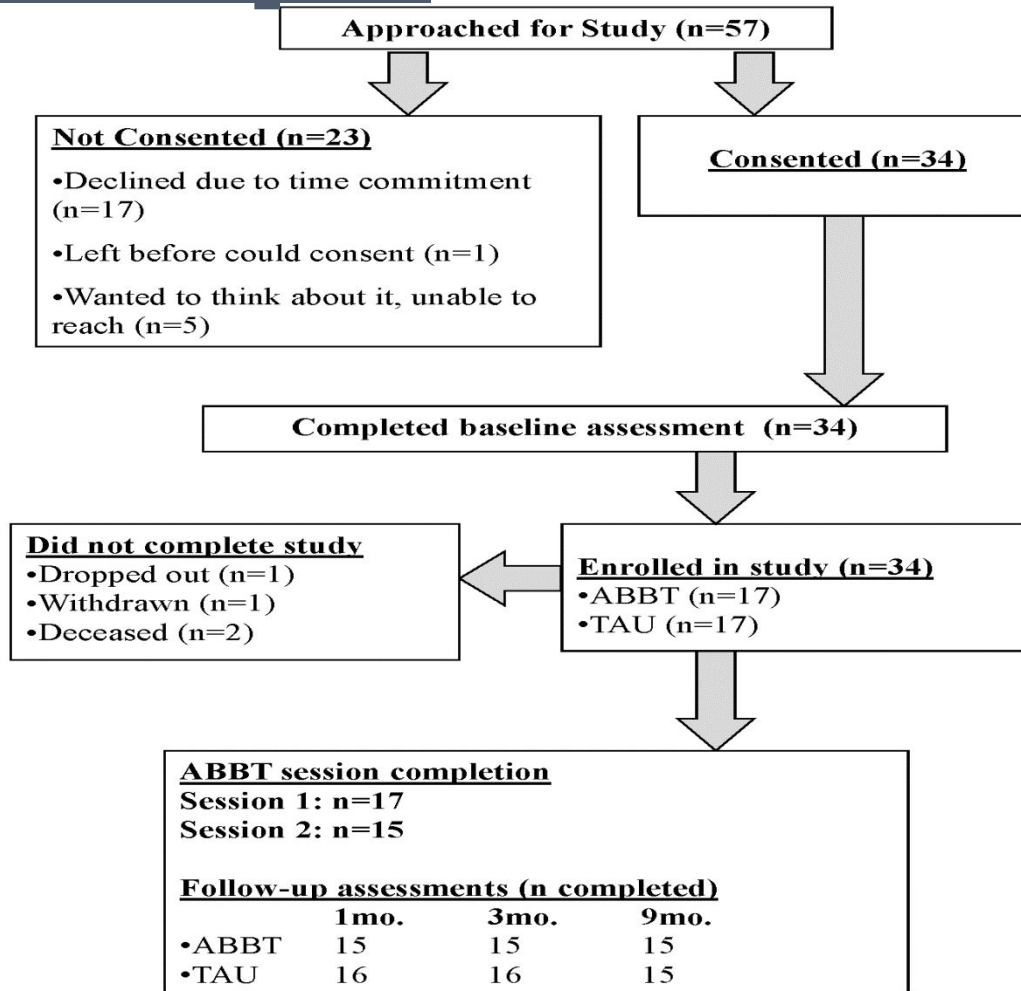 Approached for Study (n=57)
Not Consented (n=23)
•Declined due to time commitment
(n=17)
•Left before could consent (n=1)
•Wanted to think about it, unable to
reach (n=5)
Consented (n=34)
Completed baseline assessment (n=34)
Did not complete study
•Dropped out (n=1)
•Withdrawn (n=1)
•Deceased (n=2)
Enrolled in study (n=34)
•ABBT (n=17)
•TAU (n=17)
ABBT session completion
Session 1: n=17
Session 2: n=15
Follow-up assessments (n completed)
1mo. 3mo. 9mo.
•ABBT 15 15 15
•TAU 16 16 15